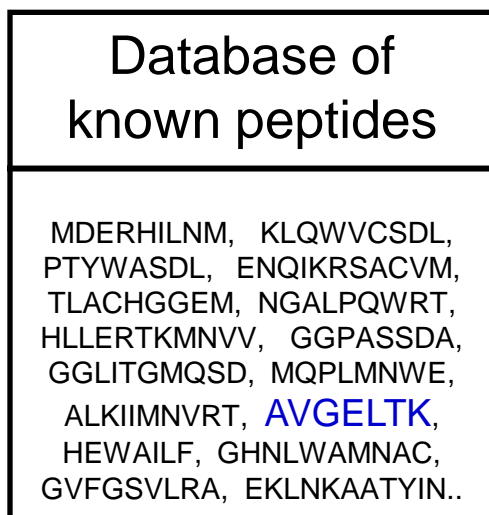 Database of
known peptides
MDERHILNM, KLQWVCSDL,
PTYWASDL, ENQIKRSACVM,
TLACHGGEM, NGALPQWRT,
HLLERTKMNVV, GGPASSDA,
GGLITGMQSD, MQPLMNWE,
ALKIIMNVRT, AVGELTK,
HEWAILF, GHNLWAMNAC,
GVFGSVLRA, EKLNKAATYIN..